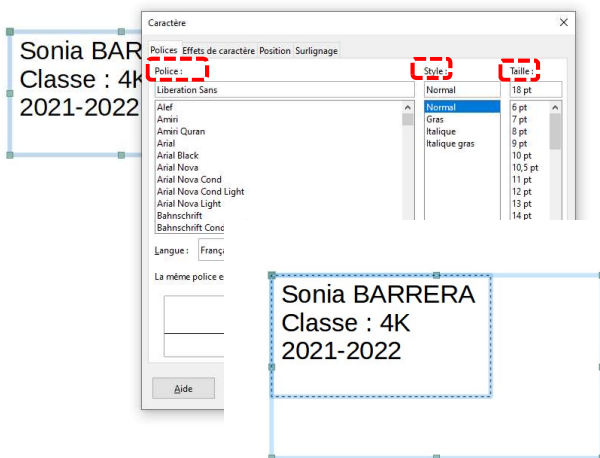 Sonia BAR
Classe : 4K
2021-2022
Caractère
Polices Effets de caractère Position Surlignage
Police : Style : Taille :
Liberation Sans Normal 18 pt
Alef Normal 6 pt
Amiri Gras 7 pt
Amiri Quran Italique 8 pt
Arial Italique gras 9 pt
Arial Black 10 pt
Arial Nova 10,5 pt
Arial Nova Cond 11 pt
Arial Nova Cond Light 12 pt
Arial Nova Light 13 pt
Bahnschrift 14 pt
Bahnschrift Cond
Langue : França
La même police e
Aide
Sonia BARRERA
Classe : 4K
2021-2022